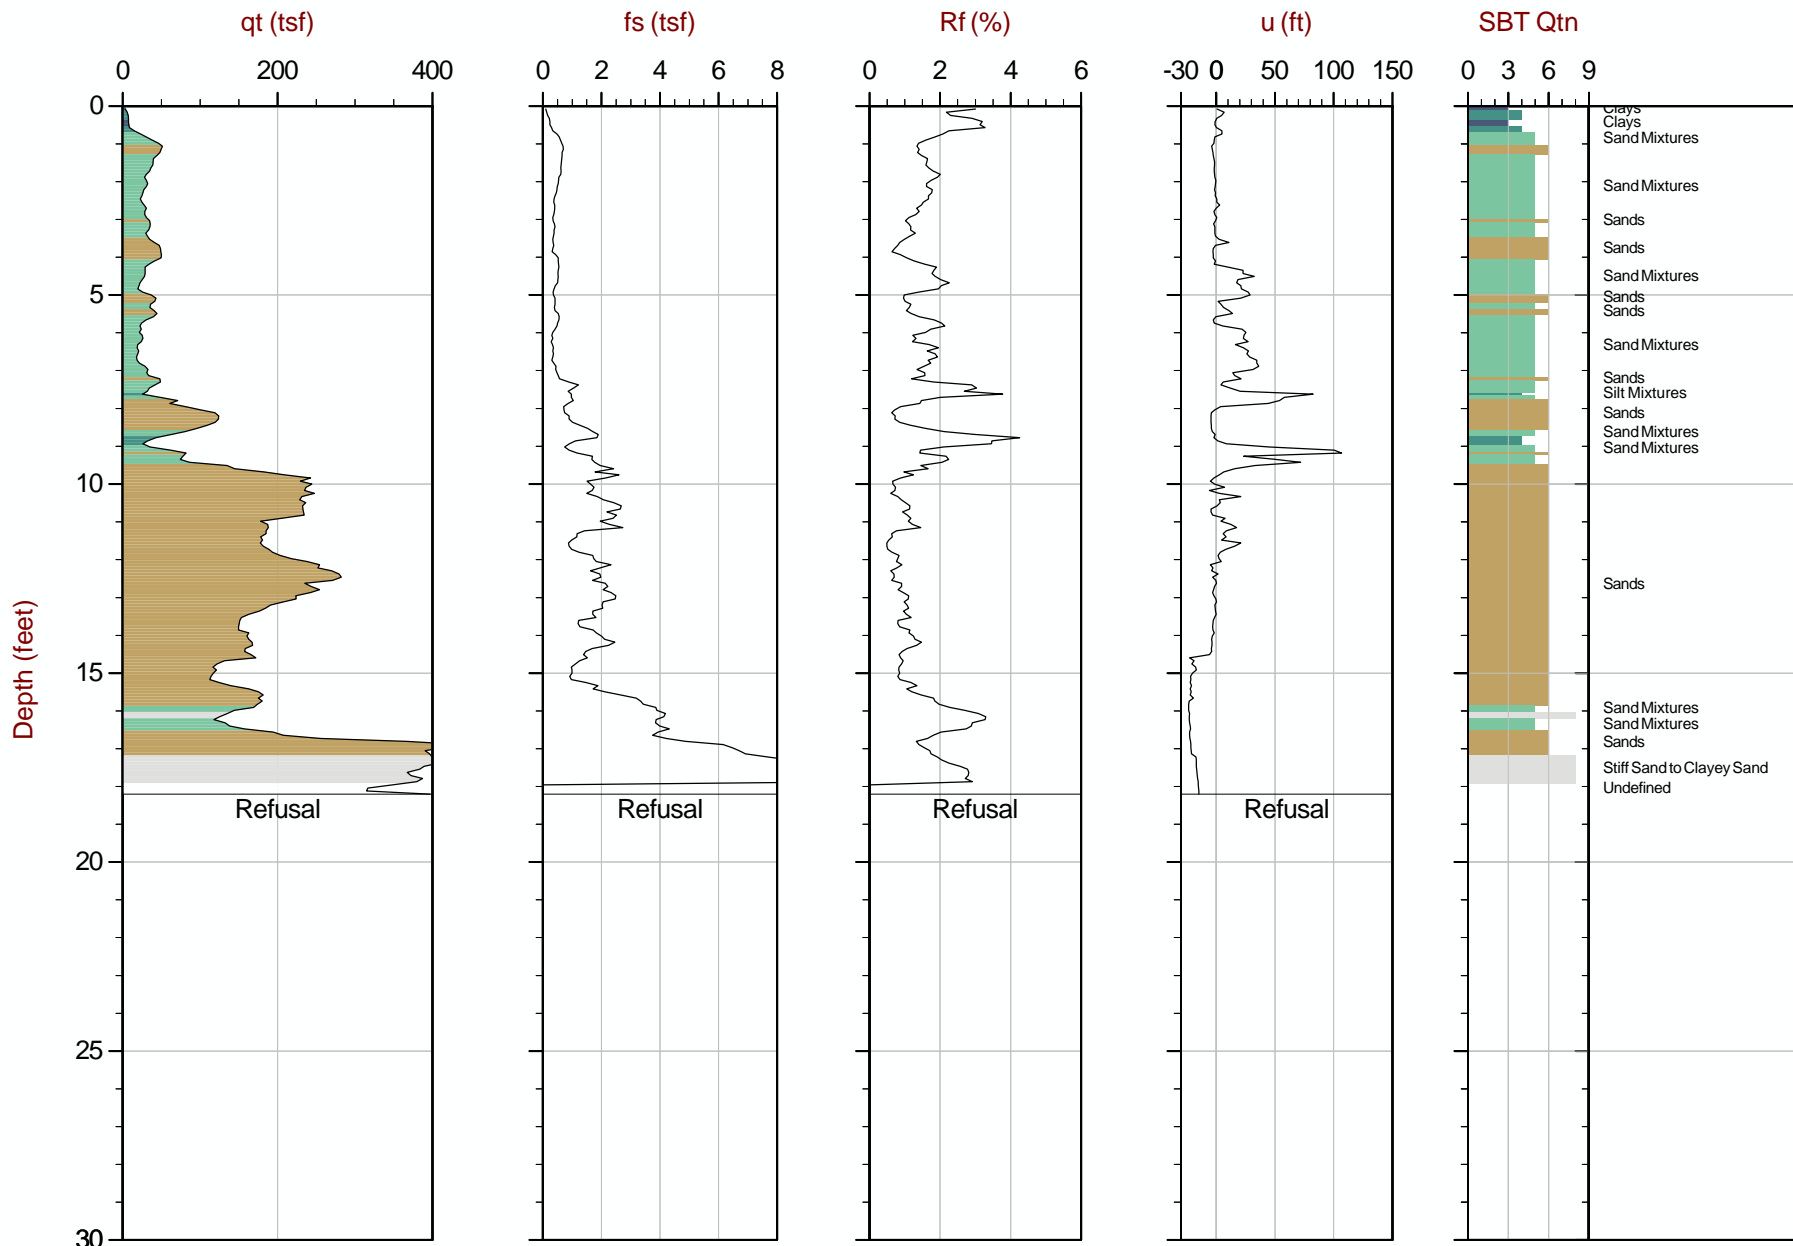 qt (tsf) fs (tsf) Rf (%) u (ft) SBT Qtn
0 200 400 0 2 4 6 8 0 2 4 6 -30 0 50 100 150 0 3 6 9
0
Clays
Clays
Sand Mixtures
Sand Mixtures
Sands
Sands
Sand Mixtures
5
Sands
Sands
Sand Mixtures
Sands
Silt Mixtures
Sands
Sand Mixtures
Sand Mixtures
10
Sands
Depth (feet)
15
Sand Mixtures
Sand Mixtures
Sands
Stiff Sand to Clayey Sand
Undefined
Refusal Refusal Refusal Refusal
20
25
30